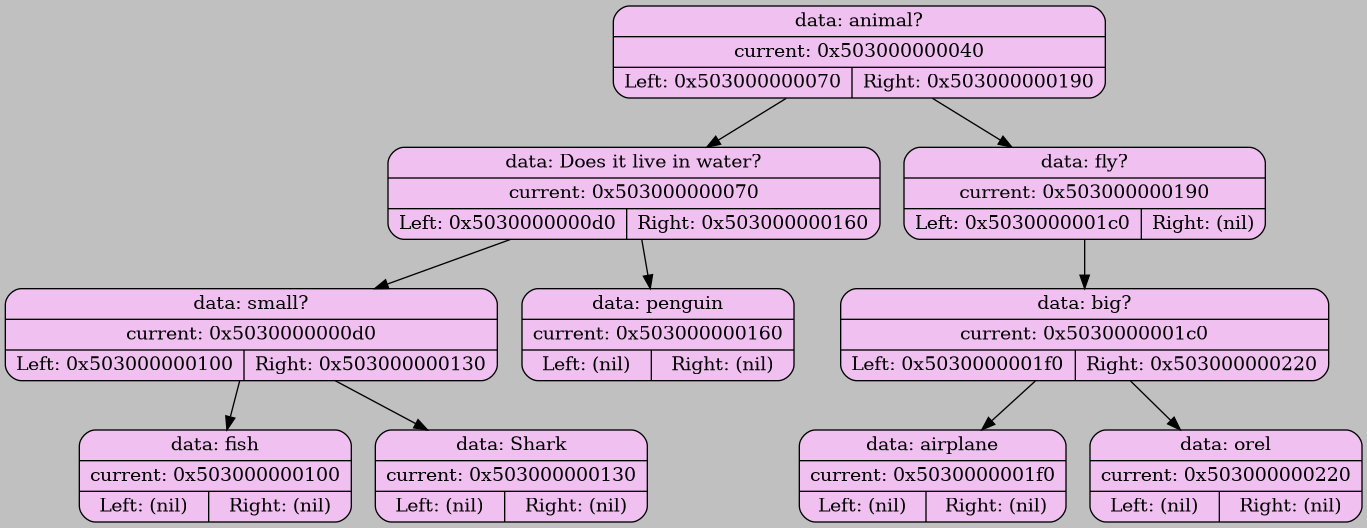 data: animal?
current: 0x503000000040
Left: 0x503000000070 Right: 0x503000000190
data: Does it live in water?
current: 0x503000000070
Left: 0x5030000000d0 Right: 0x503000000160
data: fly?
current: 0x503000000190
Left: 0x5030000001c0 Right: (nil)
data: small?
current: 0x5030000000d0
Left: 0x503000000100 Right: 0x503000000130
data: penguin
current: 0x503000000160
Left: (nil) Right: (nil)
data: big?
current: 0x5030000001c0
Left: 0x5030000001f0 Right: 0x503000000220
data: fish
current: 0x503000000100
Left: (nil) Right: (nil)
data: Shark
current: 0x503000000130
Left: (nil) Right: (nil)
data: airplane
current: 0x5030000001f0
Left: (nil) Right: (nil)
data: orel
current: 0x503000000220
Left: (nil) Right: (nil)